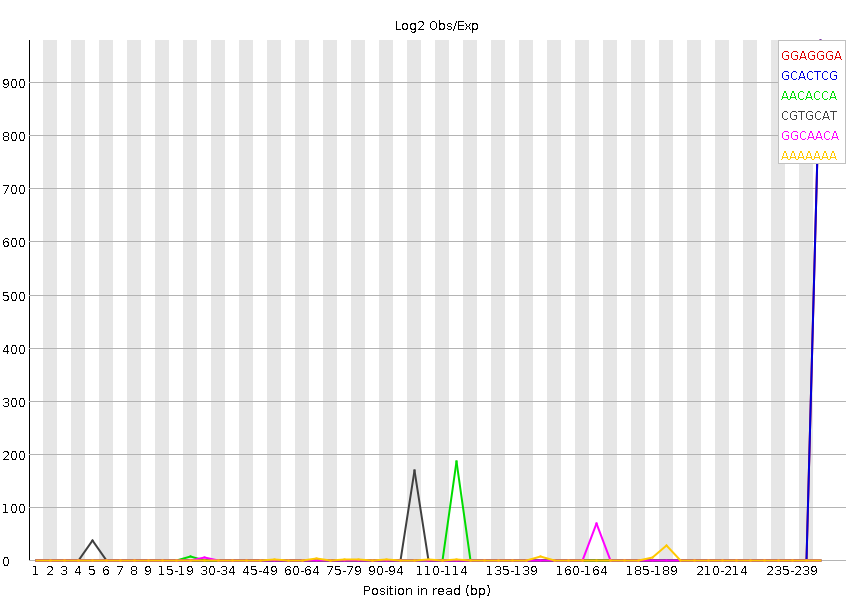 Log2 Obs/Exp
900
800
700
600
500
400
300
200
100
0
GGAGGGA
GCACTCG
AACACCA
CGTGCAT
GGCAACA
AAAAAAA
1 2 3 4 5 6 7 8 9 15-19 30-34 45-49 60-64 75-79 90-94 110-114 135-139 160-164 185-189 210-214 235-239
Position in read (bp)